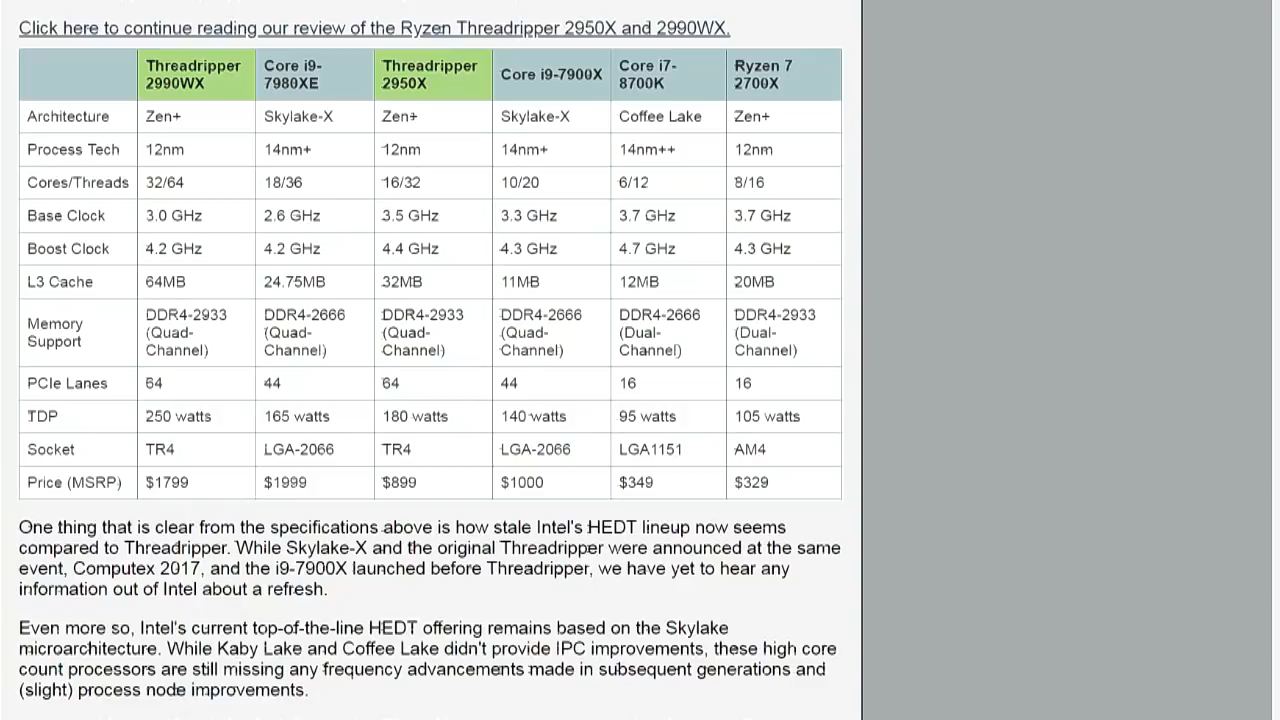 Click here to continue reading our review of the Ryzen Threadripper 2950X and 2990WX.
Threadripper 2990WX Core i9-7980XE Threadripper 2950X Core i9-7900X Core i7-8700K Ryzen 7 2700X
Architecture Zen+ Skylake-X Zen+ Skylake-X Coffee Lake Zen+
Process Tech 12nm 14nm+ 12nm 14nm+ 14nm++ 12nm
Cores/Threads 32/64 18/36 16/32 10/20 6/12 8/16
Base Clock 3.0 GHz 2.6 GHz 3.5 GHz 3.3 GHz 3.7 GHz 3.7 GHz
Boost Clock 4.2 GHz 4.2 GHz 4.4 GHz 4.3 GHz 4.7 GHz 4.3 GHz
L3 Cache 64MB 24.75MB 32MB 11MB 12MB 20MB
Memory Support DDR4-2933 (Quad-Channel) DDR4-2666 (Quad-Channel) DDR4-2933 (Quad-Channel) DDR4-2666 (Quad-Channel) DDR4-2666 (Dual-Channel) DDR4-2933 (Dual-Channel)
PCIe Lanes 64 44 64 44 16 16
TDP 250 watts 165 watts 180 watts 140 watts 95 watts 105 watts
Socket TR4 LGA-2066 TR4 LGA-2066 LGA1151 AM4
Price (MSRP) $1799 $1999 $899 $1000 $349 $329
One thing that is clear from the specifications above is how stale Intel's HEDT lineup now seems
compared to Threadripper. While Skylake-X and the original Threadripper were announced at the same
event, Computex 2017, and the i9-7900X launched before Threadripper, we have yet to hear any
information out of Intel about a refresh.
Even more so, Intel's current top-of-the-line HEDT offering remains based on the Skylake
microarchitecture. While Kaby Lake and Coffee Lake didn't provide IPC improvements, these high core
count processors are still missing any frequency advancements made in subsequent generations and
(slight) process node improvements.